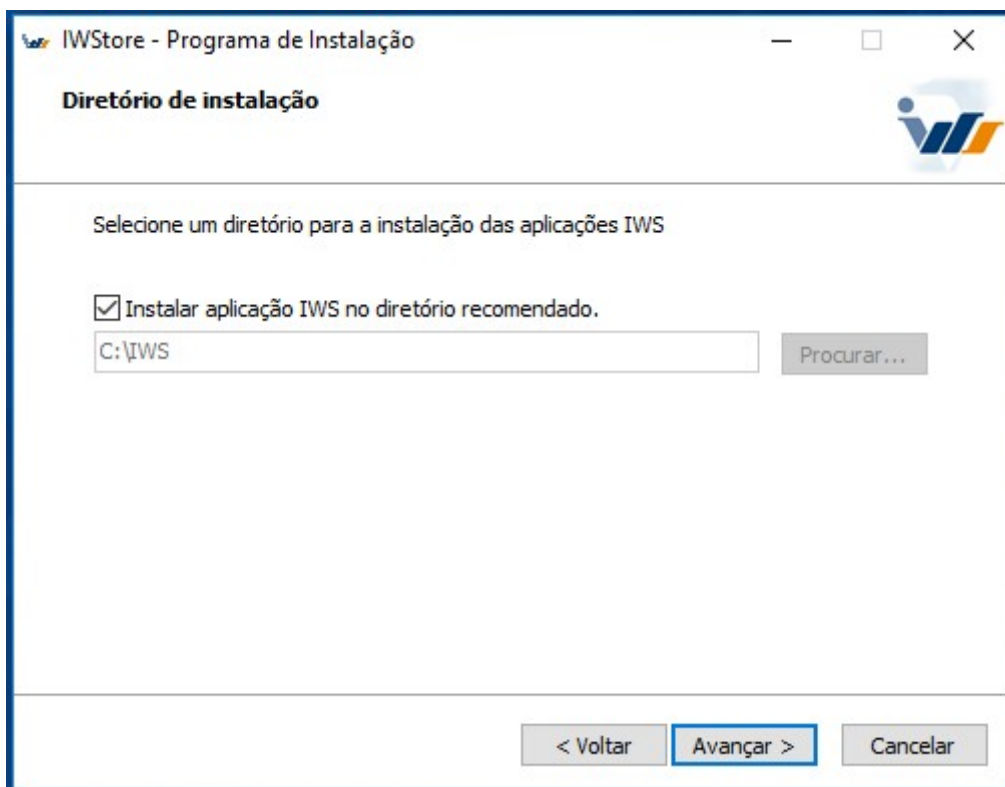 IWStore - Programa de Instalação
Diretório de instalação
iws
Selecione um diretório para a instalação das aplicações IWS
Instalar aplicação IWS no diretório recomendado.
C:\IWS
Procurar...
< Voltar
Avançar >
Cancelar